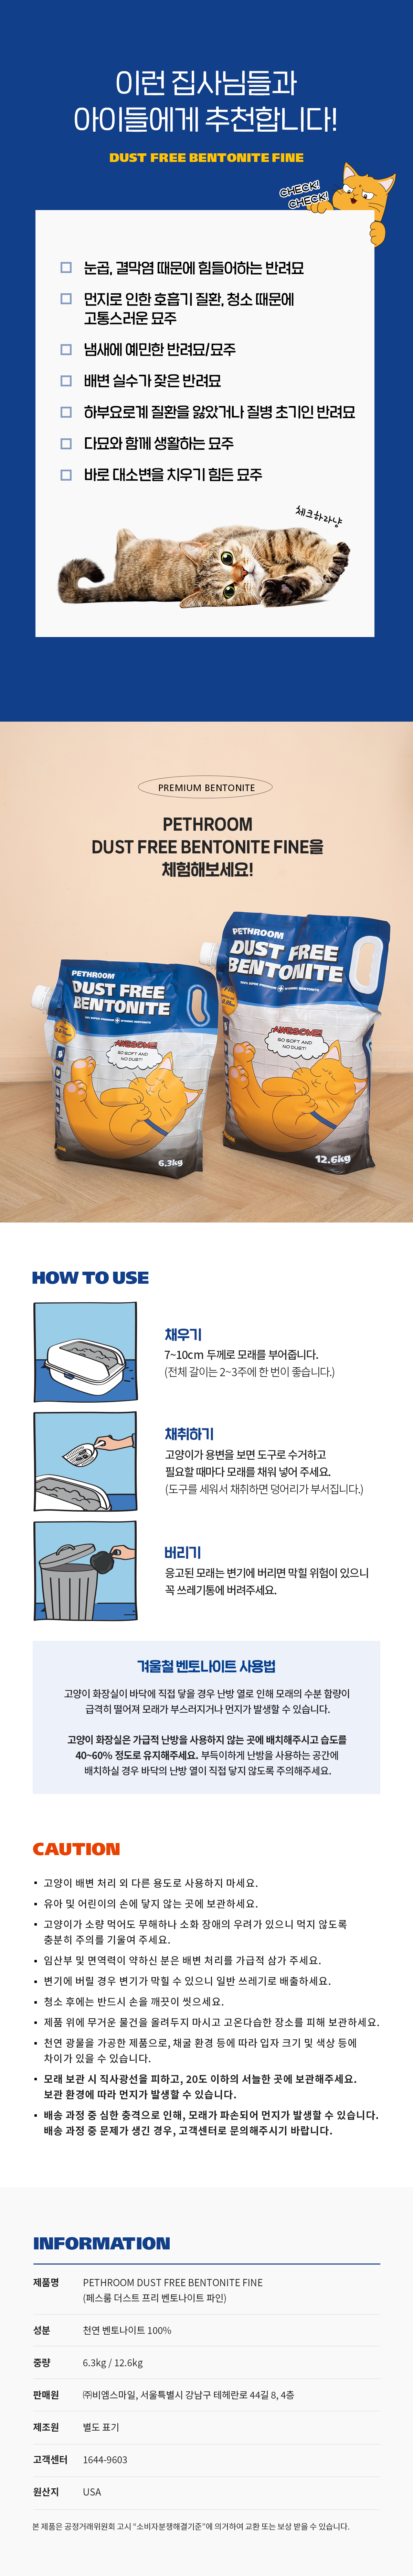 이런 집사님들과
아이들에게 추천합니다!
DUST FREE BENTONITE FINE
CHECK!
CHECK!
눈곱, 결막염 때문에 힘들어하는 반려묘
먼지로 인한 호흡기 질환, 청소 때문에
고통스러운 묘주
냄새에 예민한 반려묘/묘주
배변 실수가 잦은 반려묘
하부요로계 질환을 앓았거나 질병 초기인 반려묘
다묘와 함께 생활하는 묘주
바로 대소변을 치우기 힘든 묘주
체크하라냥
PREMIUM BENTONITE
PETHROOM
DUST FREE BENTONITE FINE을
체험해보세요!
PETHROOM
DUST FREE
BENTONITE
AWESOME!
SO SOFT AND
NO DUST!
6.3kg
PETHROOM
DUST FREE
BENTONITE
AWESOME!
SO SOFT AND
NO DUST!
12.6kg
HOW TO USE
채우기
7~10cm 두께로 모래를 부어줍니다.
(전체 갈이는 2~3주에 한 번이 좋습니다.)
채취하기
고양이가 용변을 보면 도구로 수거하고
필요할 때마다 모래를 채워 넣어 주세요.
(도구를 세워서 채취하면 덩어리가 부서집니다.)
버리기
응고된 모래는 변기에 버리면 막힐 위험이 있으니
꼭 쓰레기통에 버려주세요.
겨울철 벤토나이트 사용법
고양이 화장실이 바닥에 직접 닿을 경우 난방 열로 인해 모래의 수분 함량이
급격히 떨어져 모래가 부스러지거나 먼지가 발생할 수 있습니다.
고양이 화장실은 가급적 난방을 사용하지 않는 곳에 배치해주시고 습도를
40~60% 정도로 유지해주세요. 부득이하게 난방을 사용하는 공간에
배치하실 경우 바닥의 난방 열이 직접 닿지 않도록 주의해주세요.
CAUTION
• 고양이 배변 처리 외 다른 용도로 사용하지 마세요.
• 유아 및 어린이의 손에 닿지 않는 곳에 보관하세요.
• 고양이가 소량 먹어도 무해하나 소화 장애의 우려가 있으니 먹지 않도록
충분히 주의를 기울여 주세요.
• 임산부 및 면역력이 약하신 분은 배변 처리를 가급적 삼가 주세요.
• 변기에 버릴 경우 변기가 막힐 수 있으니 일반 쓰레기로 배출하세요.
• 청소 후에는 반드시 손을 깨끗이 씻으세요.
• 제품 위에 무거운 물건을 올려두지 마시고 고온다습한 장소를 피해 보관하세요.
• 천연 광물을 가공한 제품으로, 채굴 환경 등에 따라 입자 크기 및 색상 등에
차이가 있을 수 있습니다.
• 모래 보관 시 직사광선을 피하고, 20도 이하의 서늘한 곳에 보관해주세요.
보관 환경에 따라 먼지가 발생할 수 있습니다.
• 배송 과정 중 심한 충격으로 인해, 모래가 파손되어 먼지가 발생할 수 있습니다.
배송 과정 중 문제가 생긴 경우, 고객센터로 문의해주시기 바랍니다.
INFORMATION
제품명 PETHROOM DUST FREE BENTONITE FINE
(페스룸 더스트 프리 벤토나이트 파인)
성분 천연 벤토나이트 100%
중량 6.3kg / 12.6kg
판매원 ㈜비엠스마일, 서울특별시 강남구 테헤란로 44길 8, 4층
제조원 별도 표기
고객센터 1644-9603
원산지 USA
본 제품은 공정거래위원회 고시 “소비자분쟁해결기준”에 의거하여 교환 또는 보상 받을 수 있습니다.